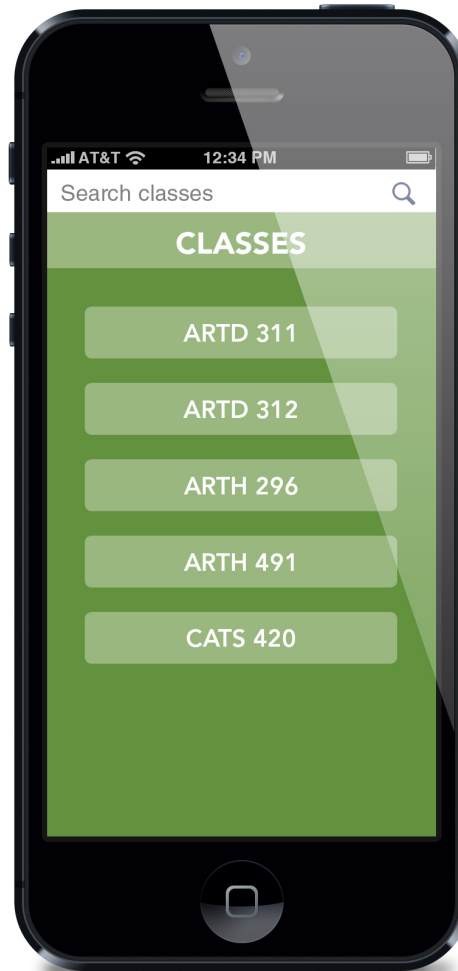 AT&T 12:34 PM
Search classes
CLASSES
ARTD 311
ARTD 312
ARTH 296
ARTH 491
CATS 420